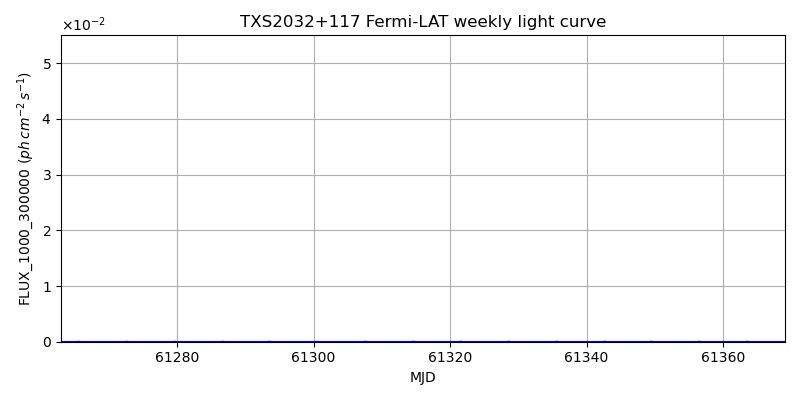 TXS2032+117 Fermi-LAT weekly light curve
×10⁻²
5
4
3
2
1
0
FLUX_1000_300000 (ph cm⁻² s⁻¹)
61280 61300 61320 61340 61360
MJD